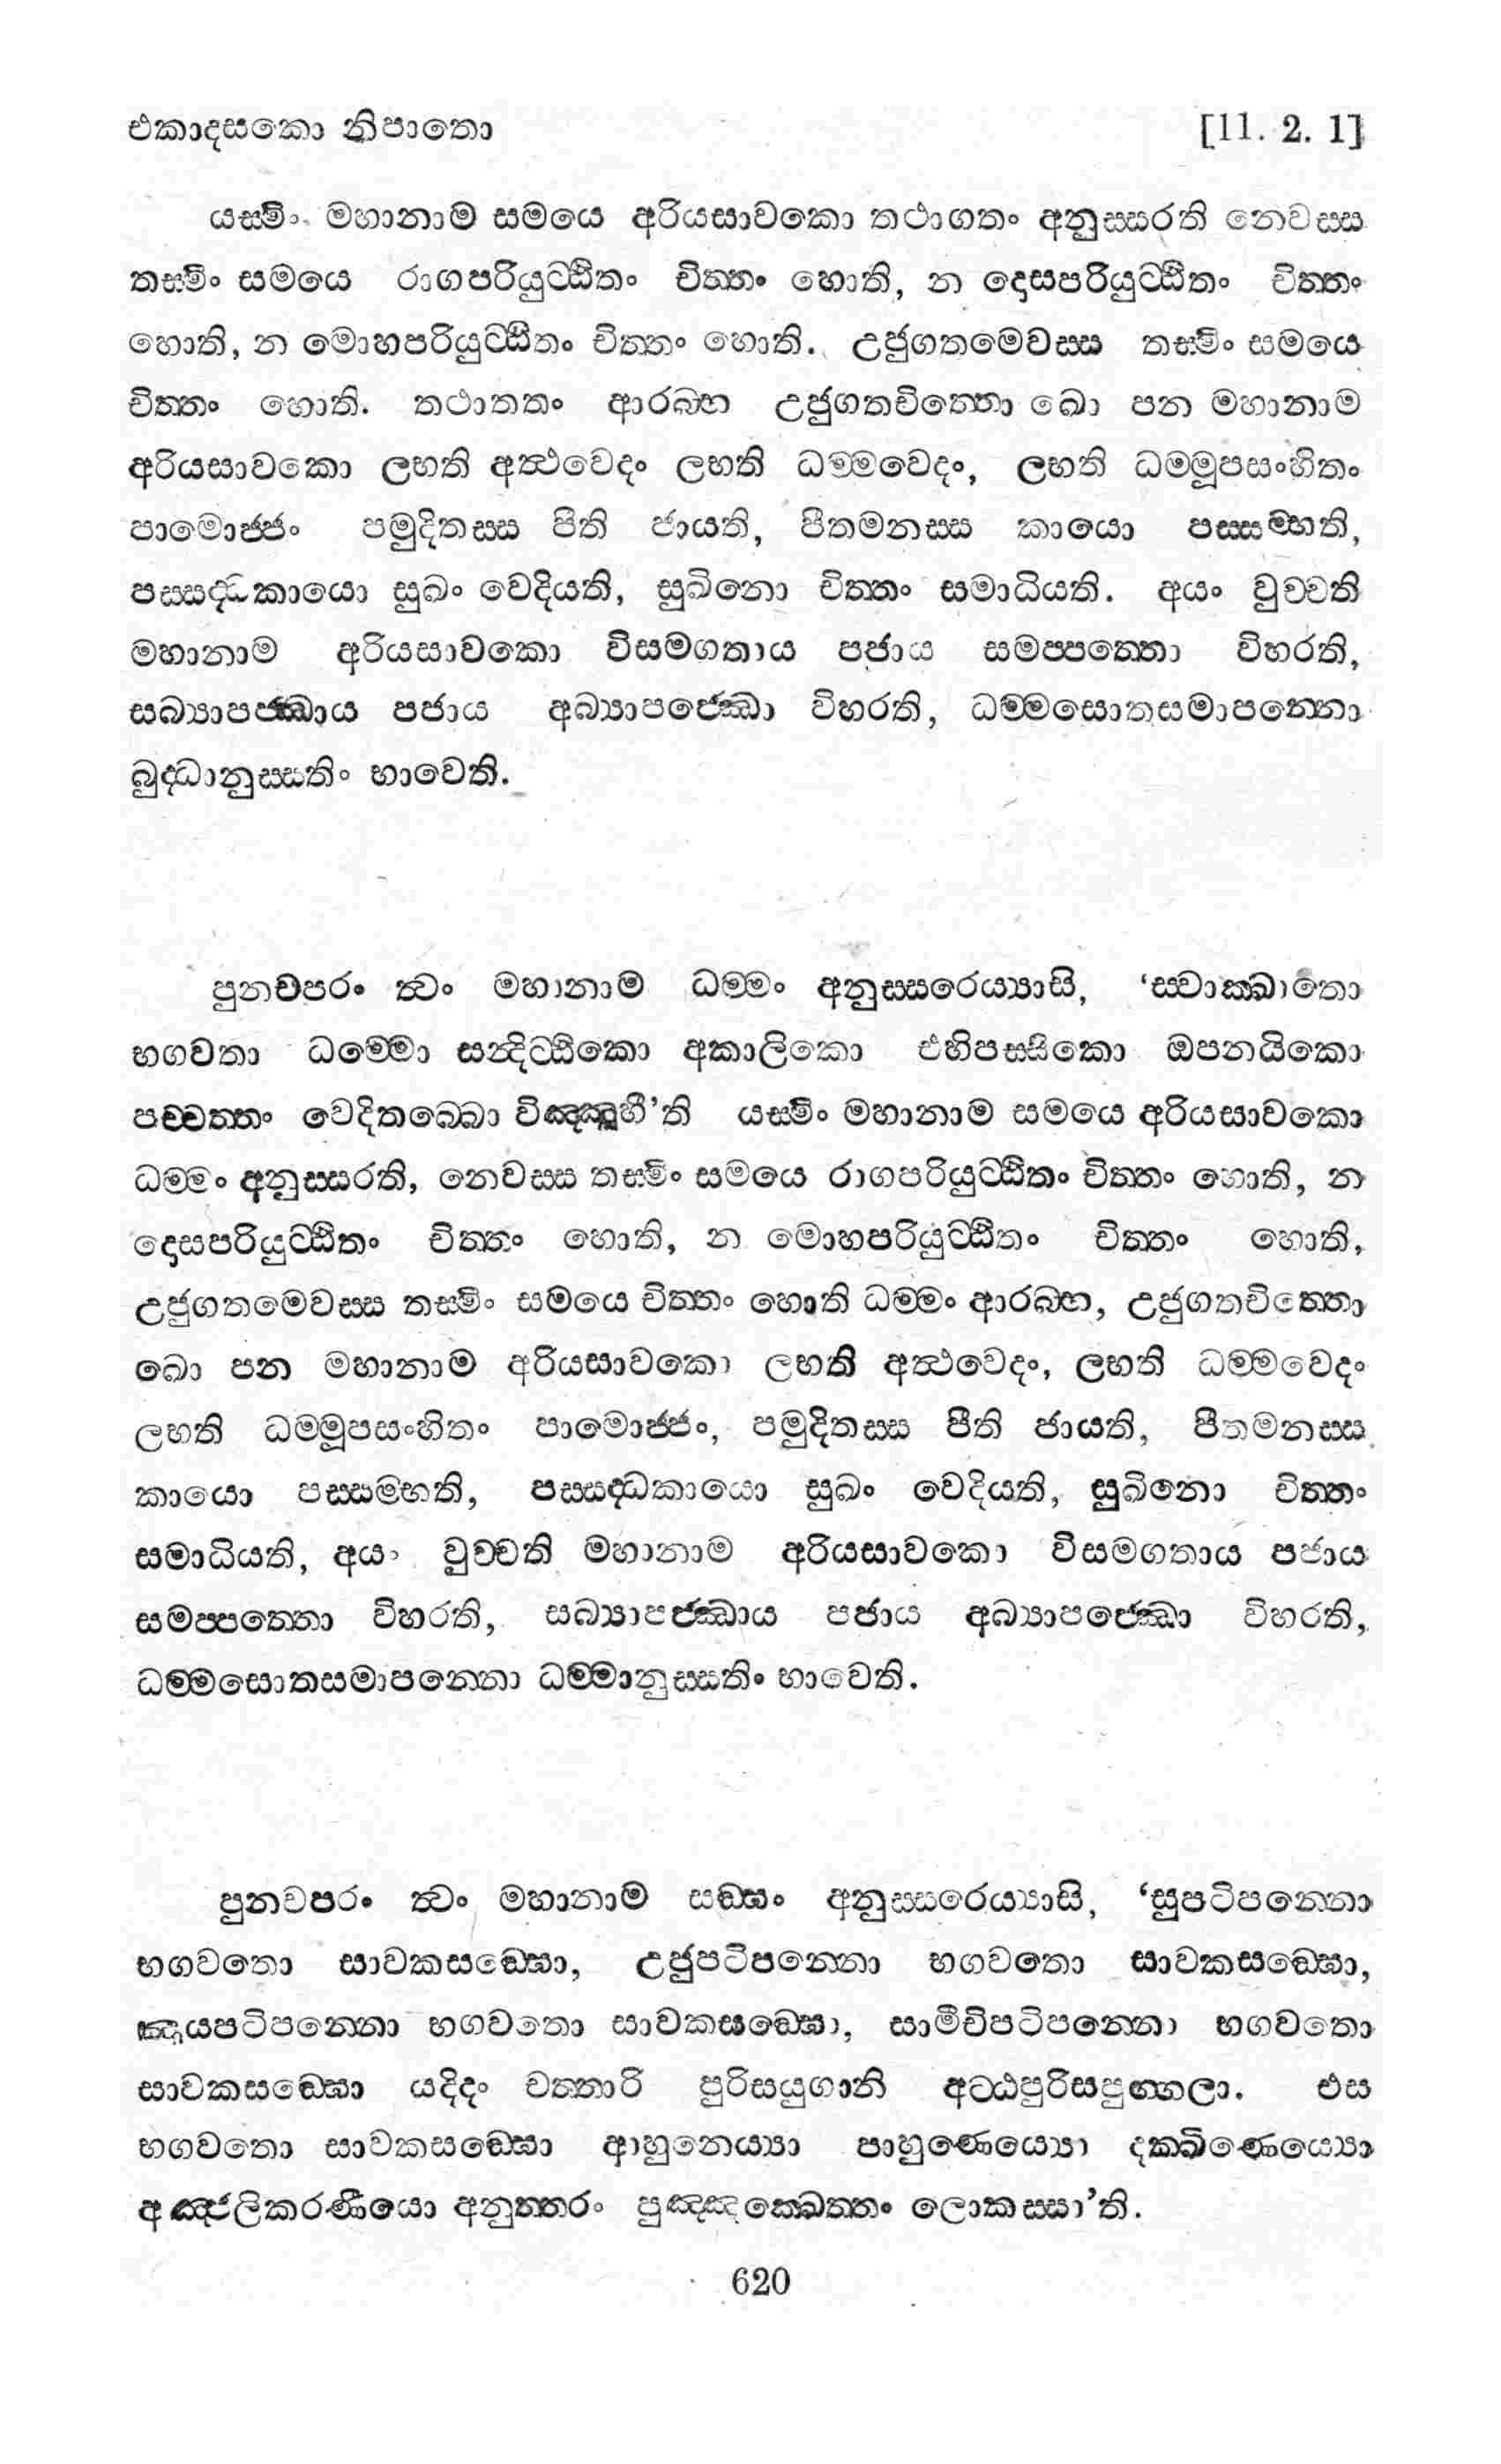 එකාදසකො නිපාතො [11. 2. 1]
යස්මිං මහානාම සමයෙ අරියසාවකො තථාගතං අනුස්සරති නෙවස්ස
තස්මිං සමයෙ රාගපරියුට්ඨිතං චිත්තං හොති, න දොසපරියුට්ඨිතං චිත්තං
හොති, න මොහපරියුට්ඨිතං චිත්තං හොති. උජුගතමෙවස්ස තස්මිං සමයෙ
චිත්තං හොති. තථාතතං ආරබ්භ උජුගතචිත්තො ඛො පන මහානාම
අරියසාවකො ලභති අත්ථවෙදං ලභති ධම්මවෙදං, ලභති ධම්මූපසංහිතං
පාමොජ්ජං පමුදිතස්ස පීති ජායති, පීතමනස්ස කායො පස්සම්භති,
පස්සද්ධකායො සුඛං වෙදියති, සුඛිනො චිත්තං සමාධියති. අයං වුච්චති
මහානාම අරියසාවකො විසමගතාය පජාය සමප්පත්තො විහරති,
සබ්‍යාපජ්ඣාය පජාය අබ්‍යාපජ්ඣො විහරති, ධම්මසොතසමාපන්නො
බුද්ධානුස්සතිං භාවෙති.
පුනචපරං ත්වං මහානාම ධම්මං අනුස්සරෙය්‍යාසි, ‘ස්වාක්ඛාතො
භගවතා ධම්මො සන්දිට්ඨිකො අකාලිකො එහිපස්සිකො ඔපනයිකො
පච්චත්තං වෙදිතබ්බො විඤ්ඤූහී’ති යස්මිං මහානාම සමයෙ අරියසාවකො
ධම්මං අනුස්සරති, නෙවස්ස තස්මිං සමයෙ රාගපරියුට්ඨිතං චිත්තං හොති, න
දොසපරියුට්ඨිතං චිත්තං හොති, න මොහපරියුට්ඨිතං චිත්තං හොති,
උජුගතමෙවස්ස තස්මිං සමයෙ චිත්තං හොති ධම්මං ආරබ්භ, උජුගතචිත්තො
ඛො පන මහානාම අරියසාවකො ලභති අත්ථවෙදං, ලභති ධම්මවෙදං
ලභති ධම්මූපසංහිතං පාමොජ්ජං, පමුදිතස්ස පීති ජායති, පීතමනස්ස
කායො පස්සම්භති, පස්සද්ධකායො සුඛං වෙදියති, සුඛිනො චිත්තං
සමාධියති, අයං වුච්චති මහානාම අරියසාවකො විසමගතාය පජාය
සමප්පත්තො විහරති, සබ්‍යාපජ්ඣාය පජාය අබ්‍යාපජ්ඣො විහරති,
ධම්මසොතසමාපන්නො ධම්මානුස්සතිං භාවෙති.
පුනචපරං ත්වං මහානාම සඞ්ඝං අනුස්සරෙය්‍යාසි, ‘සුපටිපන්නො
භගවතො සාවකසඞ්ඝො, උජුපටිපන්නො භගවතො සාවකසඞ්ඝො,
ඤායපටිපන්නො භගවතො සාවකසඞ්ඝො, සාමීචිපටිපන්නො භගවතො
සාවකසඞ්ඝො යදිදං චත්තාරි පුරිසයුගානි අට්ඨපුරිසපුග්ගලා. එස
භගවතො සාවකසඞ්ඝො ආහුනෙය්‍යො පාහුණෙය්‍යො දක්ඛිණෙය්‍යො
අඤ්ජලිකරණීයො අනුත්තරං පුඤ්ඤක්ඛෙත්තං ලොකස්සා’ති.
620